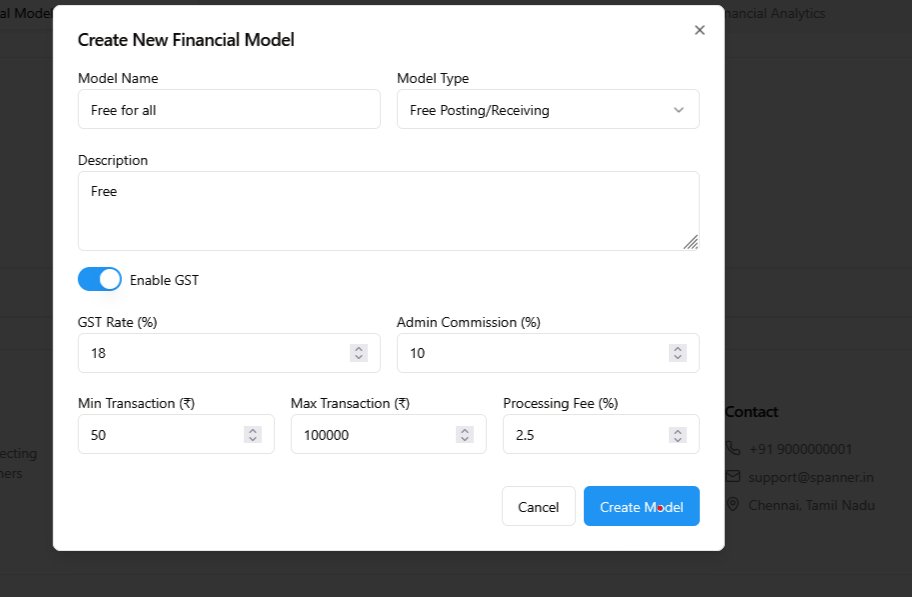 al Model
nancial Analytics
Create New Financial Model
Model Name
Model Type
Free for all
Free Posting/Receiving
Description
Free
Enable GST
GST Rate (%)
Admin Commission (%)
18
10
Min Transaction (₹)
Max Transaction (₹)
Processing Fee (%)
50
100000
2.5
Cancel
Create Model
ecting
ners
Contact
+91 9000000001
support@spanner.in
Chennai, Tamil Nadu